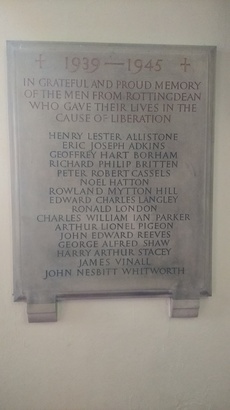 1939—1945
IN GRATEFUL AND PROUD MEMORY
OF THE MEN FROM ROTTINGDEAN
WHO GAVE THEIR LIVES IN THE
CAUSE OF LIBERATION
HENRY LESTER ALLISTONE
ERIC JOSEPH ADKINS
GEOFFREY HART BORHAM
RICHARD PHILIP BRITTEN
PETER ROBERT CASSELS
NOEL HATTON
ROWLAND MYTTON HILL
EDWARD CHARLES LANGLEY
RONALD LONDON
CHARLES WILLIAM IAN PARKER
ARTHUR LIONEL PIGEON
JOHN EDWARD REEVES
GEORGE ALFRED SHAW
HARRY ARTHUR STACEY
JAMES VINALL
JOHN NESBITT WHITWORTH